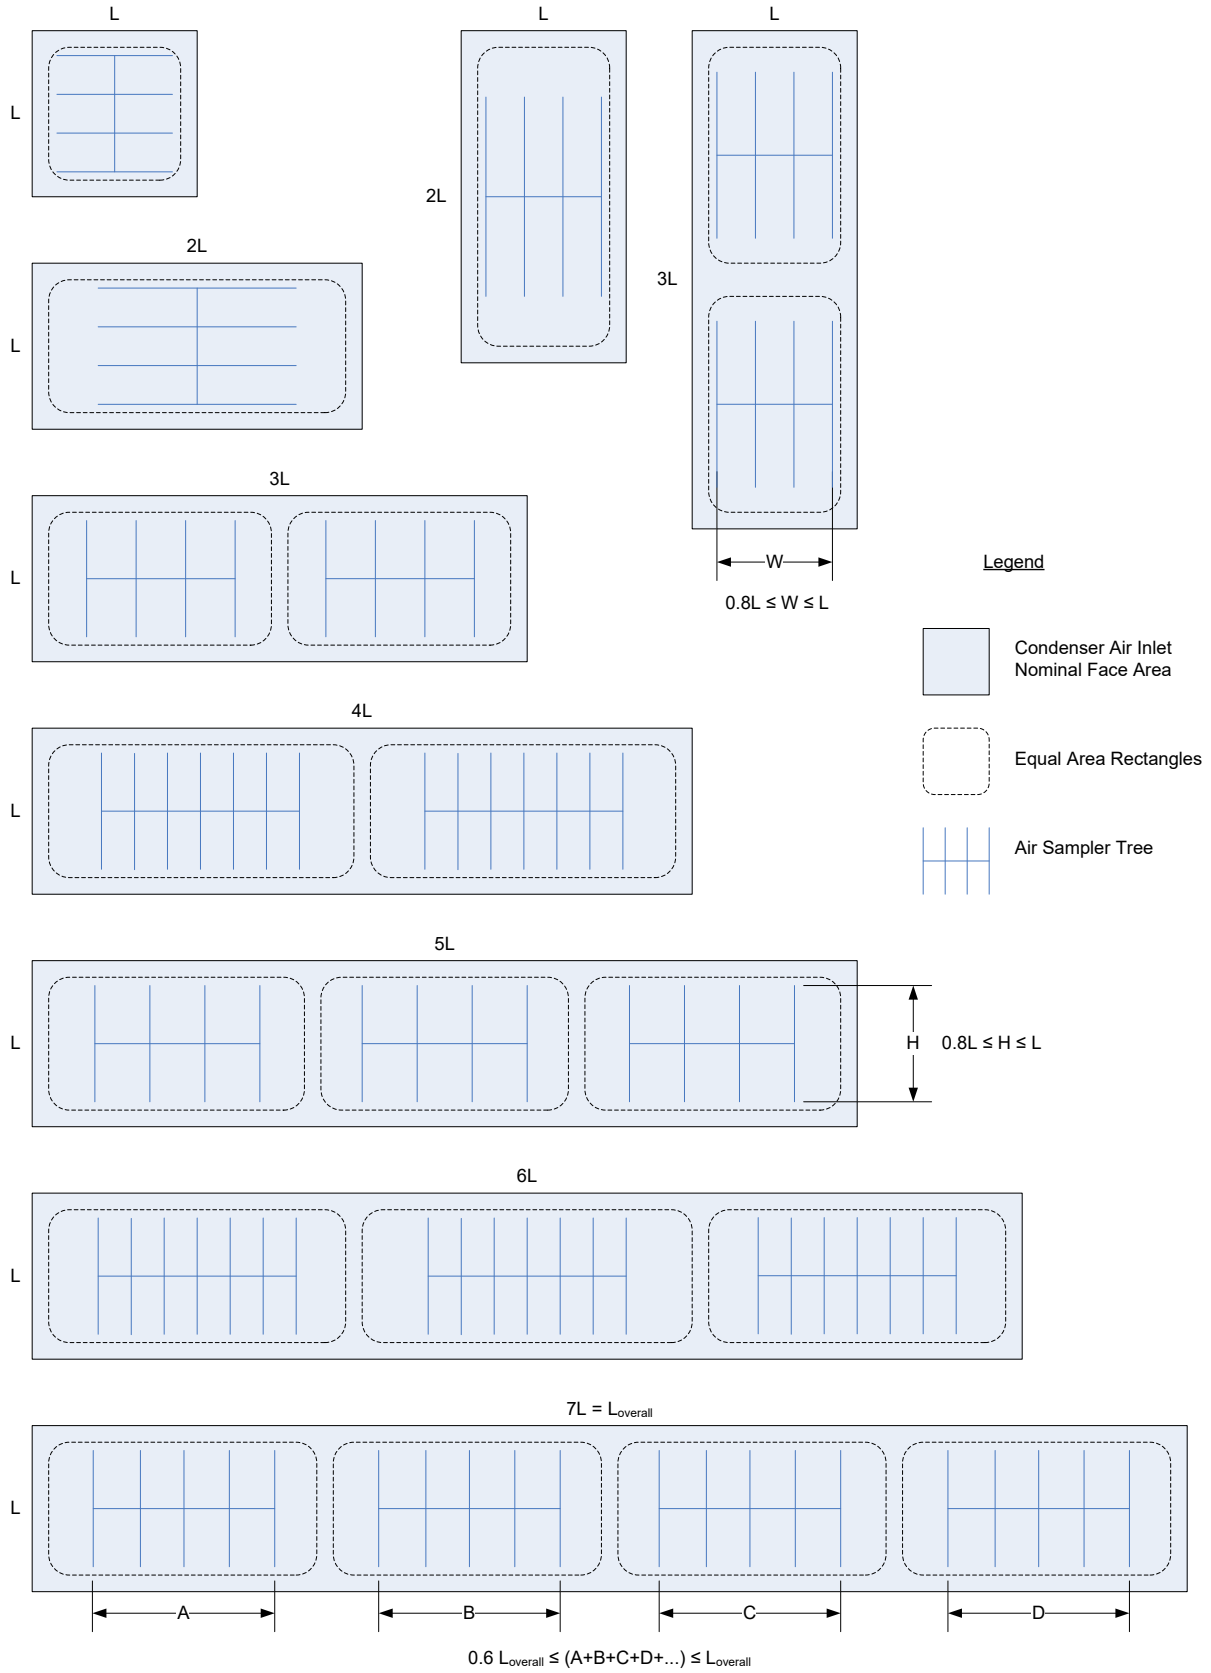 L
L
L
L
2L
3L
2L
L
3L
L
W
0.8L ≤ W ≤ L
Legend
Condenser Air Inlet
Nominal Face Area
Equal Area Rectangles
Air Sampler Tree
4L
L
5L
L
H
0.8L ≤ H ≤ L
6L
L
7L = Loverall
L
A
B
C
D
0.6 Loverall ≤ (A+B+C+D+...) ≤ Loverall